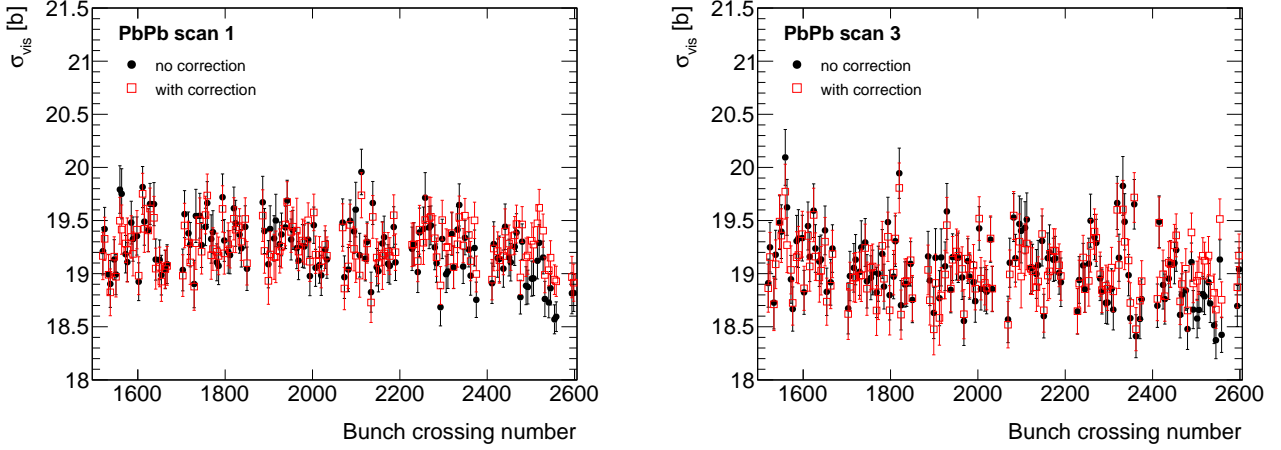 σvis [b]
21.5
21
20.5
20
19.5
19
18.5
18
PbPb scan 1
no correction
with correction
1600 1800 2000 2200 2400 2600
Bunch crossing number
σvis [b]
21.5
21
20.5
20
19.5
19
18.5
18
PbPb scan 3
no correction
with correction
1600 1800 2000 2200 2400 2600
Bunch crossing number